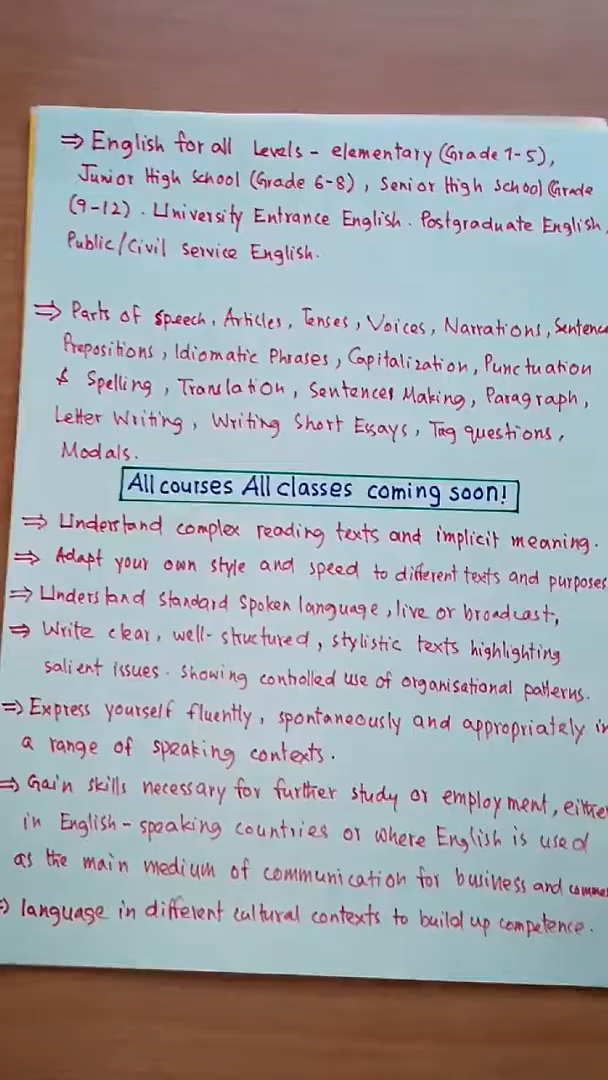 ⇒ English for all Levels - elementary (Grade 1-5),
Junior High School (Grade 6-8), Senior High School (Grade
(9-12). University Entrance English. Postgraduate English,
Public/Civil Service English.
⇒ Parts of speech, Articles, Tenses, Voices, Narrations, Sentence
Prepositions, Idiomatic Phrases, Capitalization, Punctuation
& Spelling, Translation, Sentences Making, Paragraph,
Letter Writing, Writing Short Essays, Tag questions,
Modals.
All courses All classes coming soon!
⇒ Understand complex reading texts and implicit meaning.
⇒ Adapt your own style and speed to different texts and purposes
⇒ Understand standard spoken language, live or broadcast,
⇒ Write clear, well-structured, stylistic texts highlighting
salient issues. showing controlled use of organisational patterns.
⇒ Express yourself fluently, spontaneously and appropriately in
a range of speaking contexts.
⇒ Gain skills necessary for further study or employment, either
in English-speaking countries or where English is used
as the main medium of communication for business and
⇒ language in different cultural contexts to build up competence.